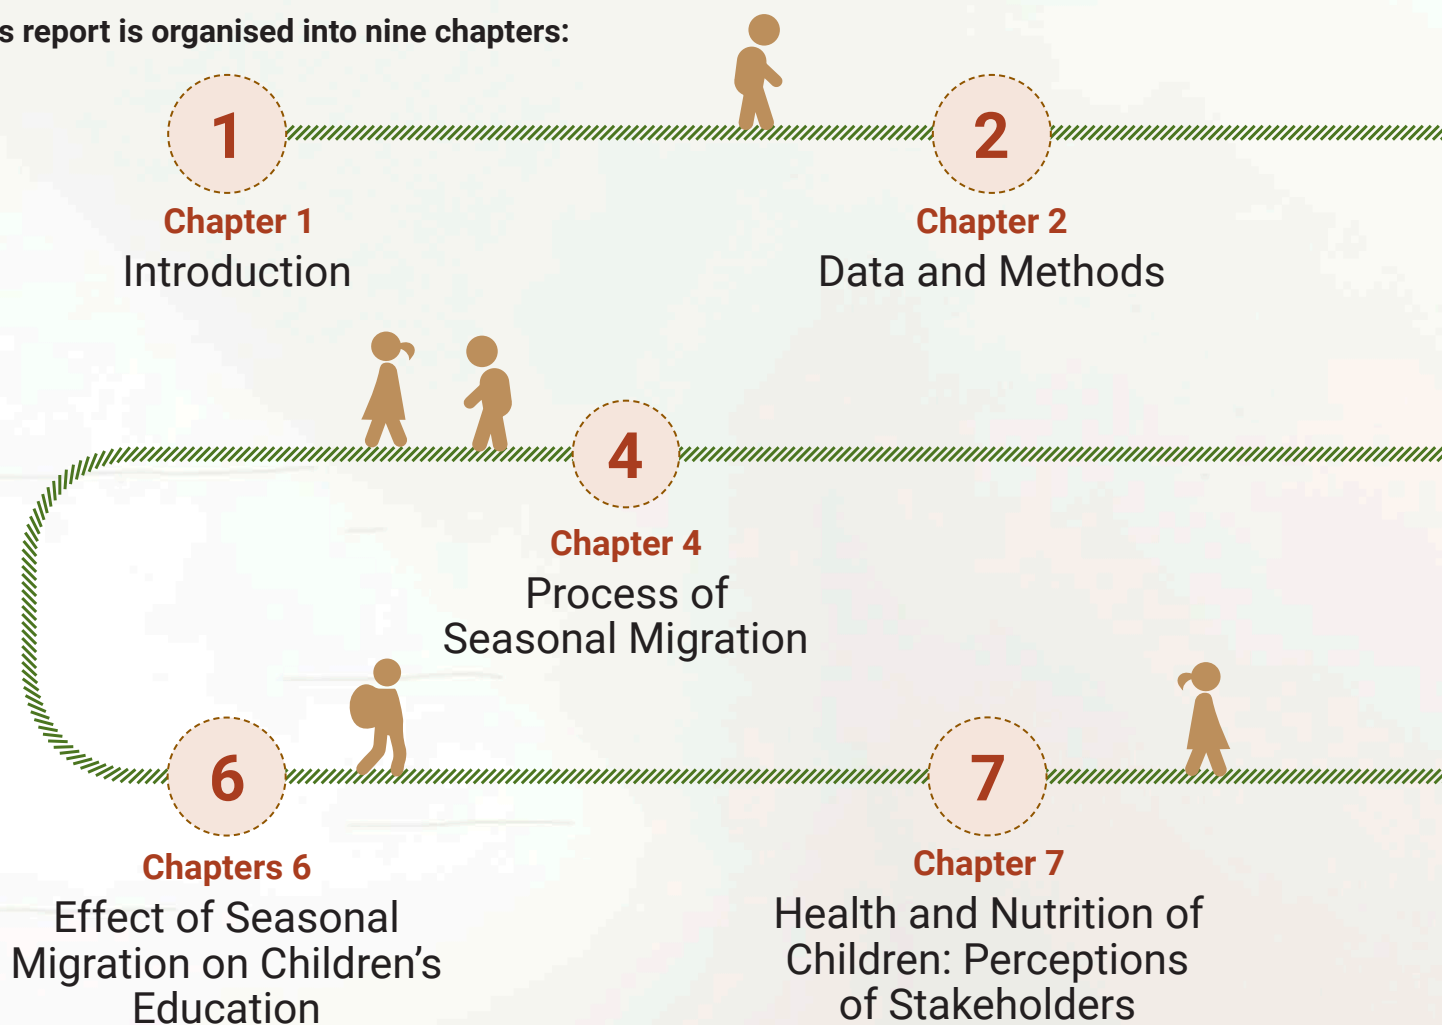 s report is organised into nine chapters:
1
2
Chapter 1
Chapter 2
Introduction
Data and Methods
4
Chapter 4
Process of
Seasonal Migration
6
7
Chapters 6
Chapter 7
Effect of Seasonal
Migration on Children’s
Education
Health and Nutrition of
Children: Perceptions
of Stakeholders